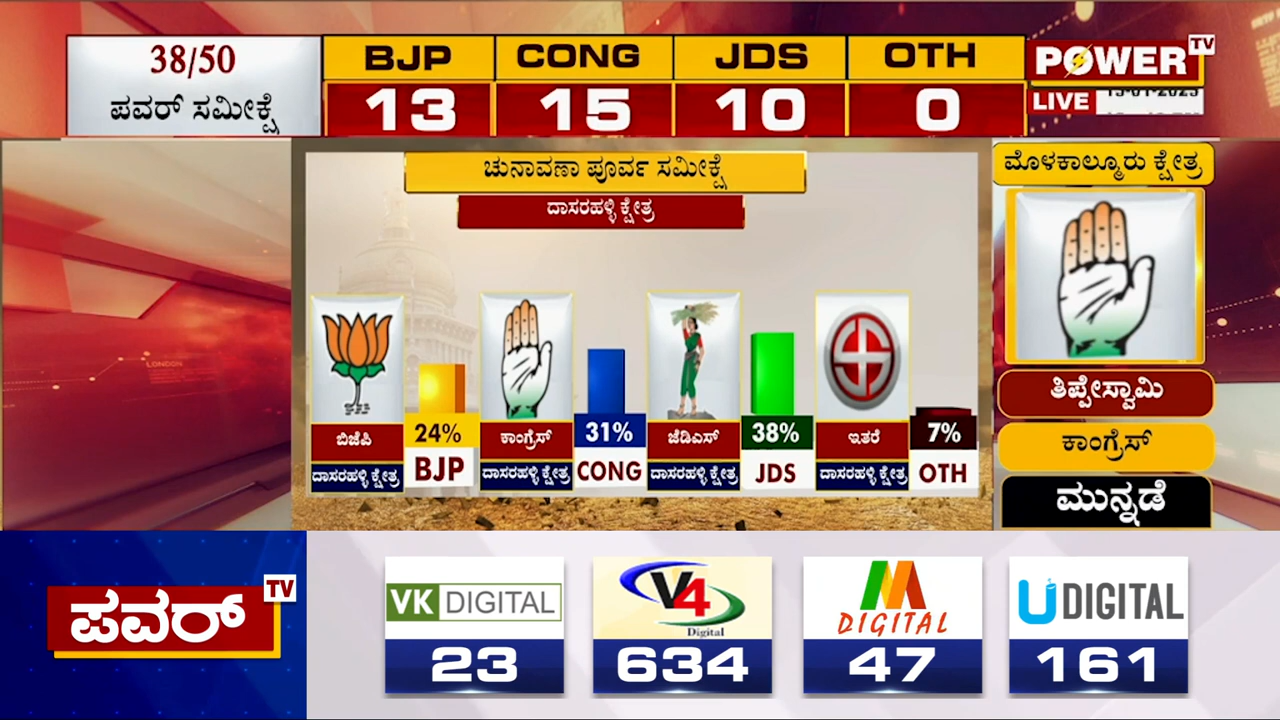 38/50
ಪವರ್ ಸಮೀಕ್ಷೆ
BJP CONG JDS OTH
13 15 10 0
POWER TV
LIVE
ಚುನಾವಣಾ ಪೂರ್ವ ಸಮೀಕ್ಷೆ
ದಾಸರಹಳ್ಳಿ ಕ್ಷೇತ್ರ
ಮೊಳಕಾಲ್ಮೂರು ಕ್ಷೇತ್ರ
LONDON
ಬಿಜೆಪಿ 24% ಕಾಂಗ್ರೆಸ್ 31% ಜೆಡಿಎಸ್ 38% ಇತರೆ 7%
ದಾಸರಹಳ್ಳಿ ಕ್ಷೇತ್ರ BJP ದಾಸರಹಳ್ಳಿ ಕ್ಷೇತ್ರ CONG ದಾಸರಹಳ್ಳಿ ಕ್ಷೇತ್ರ JDS ದಾಸರಹಳ್ಳಿ ಕ್ಷೇತ್ರ OTH
ತಿಪ್ಪೇಸ್ವಾಮಿ
ಕಾಂಗ್ರೆಸ್
ಮುನ್ನಡೆ
ಪವರ್ TV
VK DIGITAL
23
V4 Digital
634
M DIGITAL
47
U DIGITAL
161